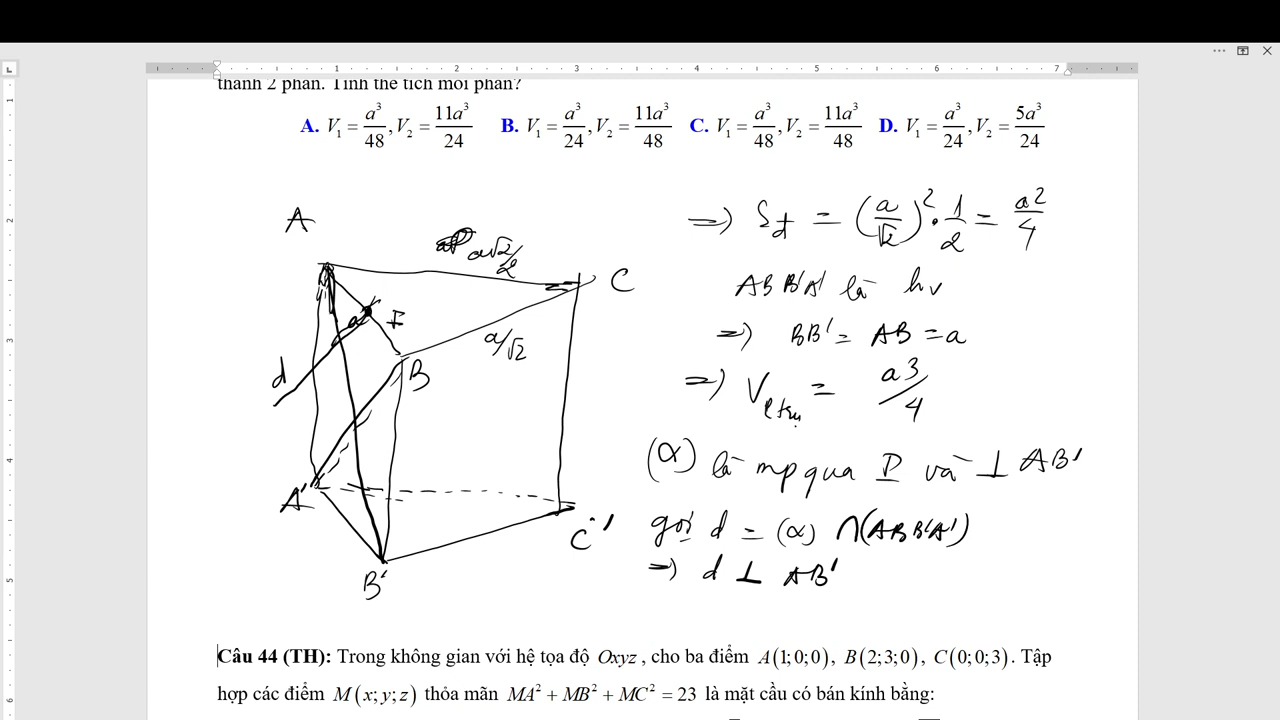 thành 2 phần. Tính thể tích mỗi phần?
A. V₁ = a³/48, V₂ = 11a³/24 B. V₁ = a³/24, V₂ = 11a³/48 C. V₁ = a³/48, V₂ = 11a³/48 D. V₁ = a³/24, V₂ = 5a³/24
A
a√2/2
C
I
a/√2
d
B
A'
C'
B'
=> Sđ = (a/√2)² · 1/2 = a²/4
ABB'A' là hv
=> BB' = AB = a
=> V l trụ = a3/4
(α) là mp qua I và ⊥ AB'
gọi d = (α) ∩ (ABB'A')
=> d ⊥ AB'
Câu 44 (TH): Trong không gian với hệ tọa độ Oxyz, cho ba điểm A(1;0;0), B(2;3;0), C(0;0;3). Tập
hợp các điểm M(x;y;z) thỏa mãn MA² + MB² + MC² = 23 là mặt cầu có bán kính bằng: